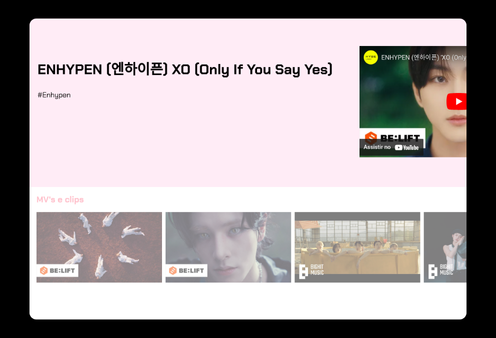 ENHYPEN (엔하이픈) XO (Only If You Say Yes)
#Enhypen
ENHYPEN (엔하이픈) 'XO (Only
BE:LIFT
Assistir no YouTube
MV's e clips
BE:LIFT
BE:LIFT
BIGHIT
MUSIC
BIGHIT
MUSIC